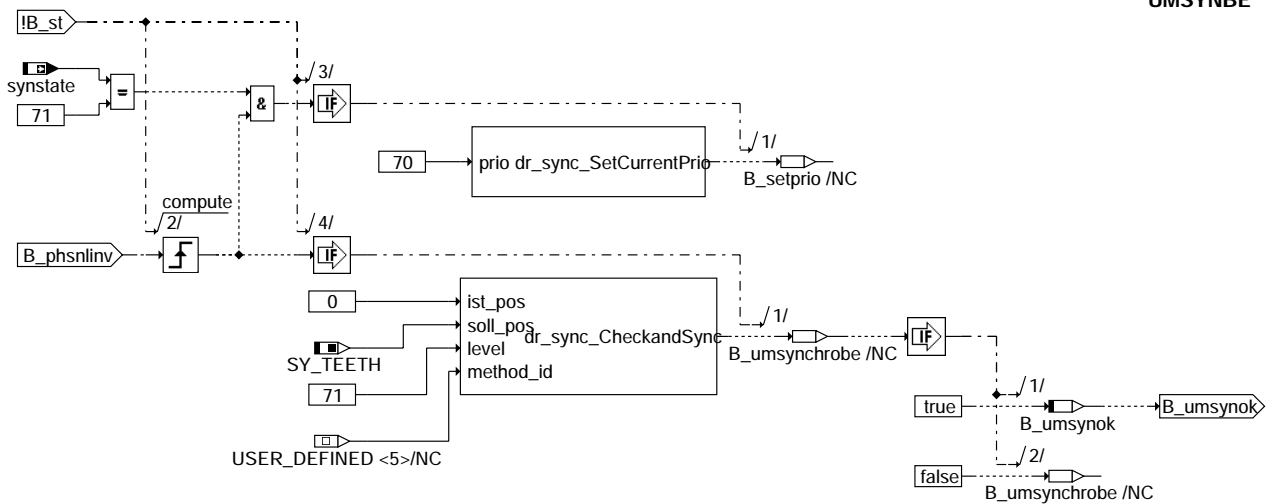 UMSYNBE
!B_st
3/
synstate
=
&
IF
71
1/
70
prio dr_sync_SetCurrentPrio
B_setprio /NC
compute
2/
4/
B_phsnlinv
IF
0
ist_pos
1/
soll_pos
dr_sync_CheckandSync
IF
SY_TEETH
level
B_umsynchrobe /NC
71
method_id
1/
true
B_umsynok
B_umsynok
USER_DEFINED <5>/NC
2/
false
B_umsynchrobe /NC